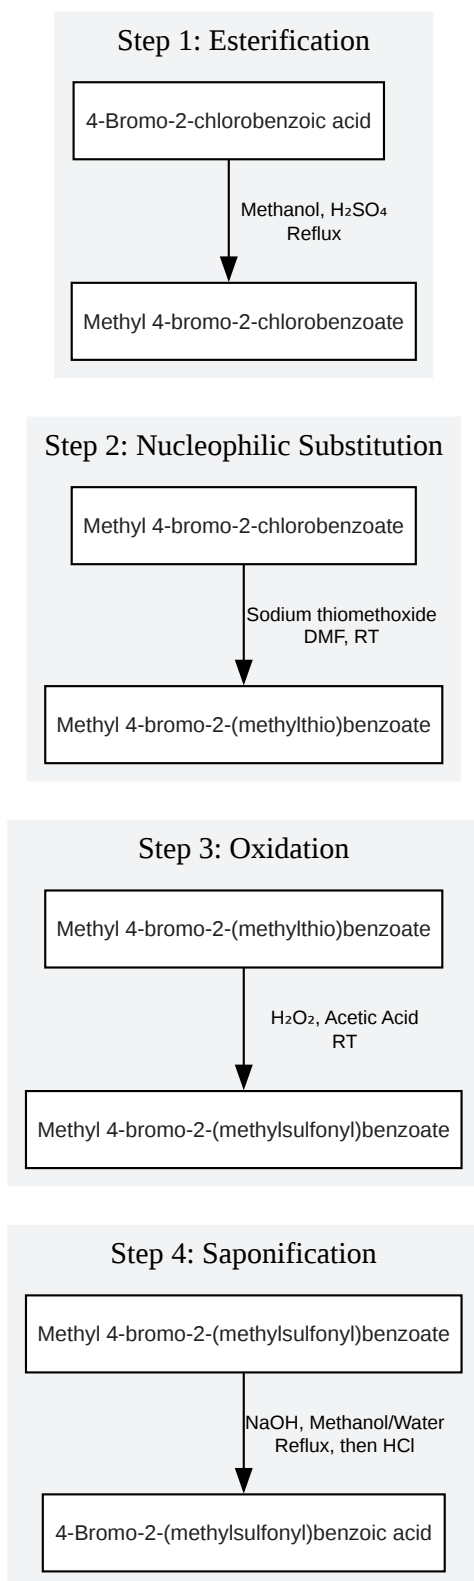 Step 1: Esterification
4-Bromo-2-chlorobenzoic acid
Methanol, H₂SO₄
Reflux
Methyl 4-bromo-2-chlorobenzoate
Step 2: Nucleophilic Substitution
Methyl 4-bromo-2-chlorobenzoate
Sodium thiomethoxide
DMF, RT
Methyl 4-bromo-2-(methylthio)benzoate
Step 3: Oxidation
Methyl 4-bromo-2-(methylthio)benzoate
H₂O₂, Acetic Acid
RT
Methyl 4-bromo-2-(methylsulfonyl)benzoate
Step 4: Saponification
Methyl 4-bromo-2-(methylsulfonyl)benzoate
NaOH, Methanol/Water
Reflux, then HCl
4-Bromo-2-(methylsulfonyl)benzoic acid